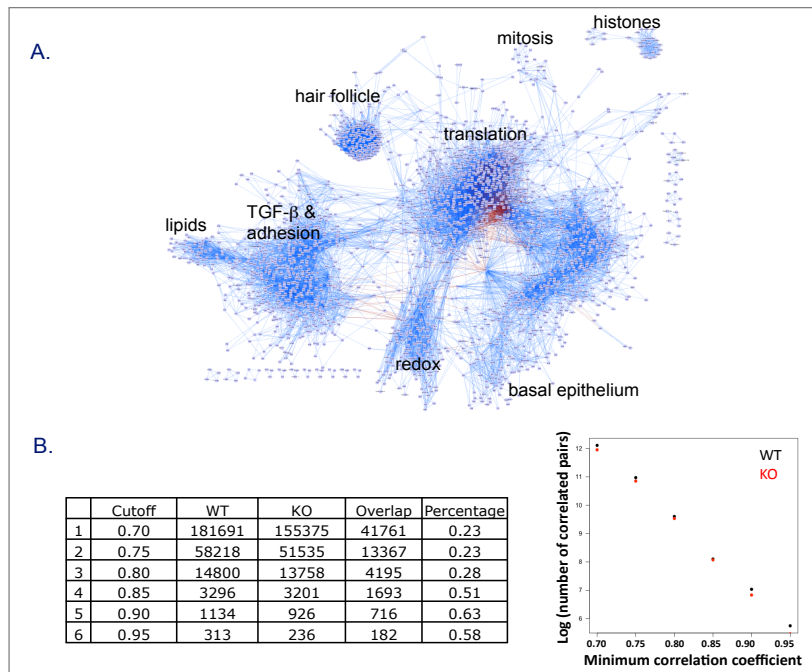 A.
histones
mitosis
hair follicle
translation
TGF-β &
adhesion
lipids
redox
basal epithelium
B.
Cutoff WT KO Overlap Percentage
1 0.70 181691 155375 41761 0.23
2 0.75 58218 51535 13367 0.23
3 0.80 14800 13758 4195 0.28
4 0.85 3296 3201 1693 0.51
5 0.90 1134 926 716 0.63
6 0.95 313 236 182 0.58
Log (number of correlated pairs)
12
11
10
9
8
7
6
WT
KO
0.70 0.75 0.80 0.85 0.90 0.95
Minimum correlation coefficient